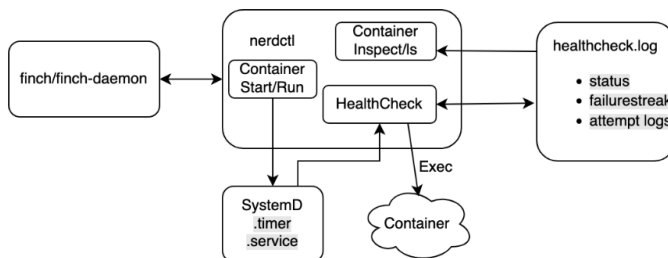 finch/finch-daemon
nerdctl
Container
Start/Run
Container
Inspect/ls
HealthCheck
healthcheck.log
status
failurestreak
attempt logs
SystemD
.timer
.service
Exec
Container